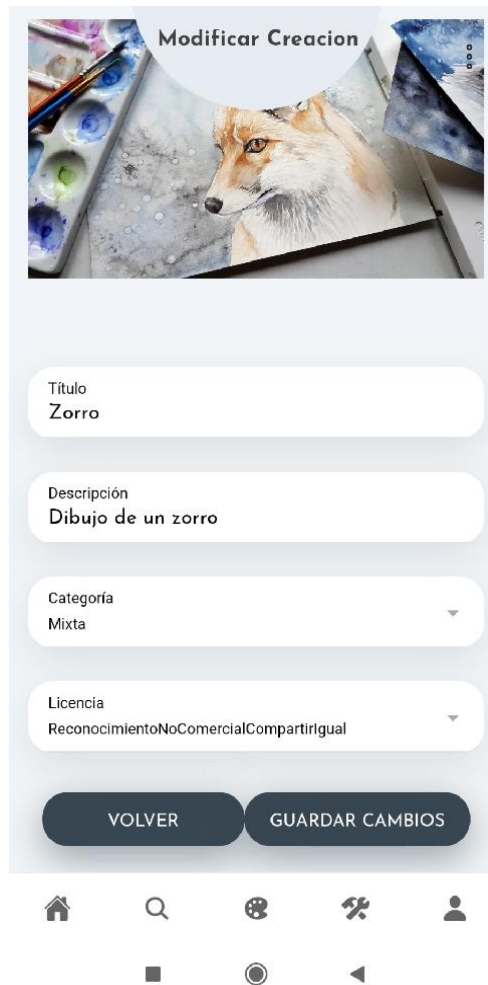 Modificar Creacion
Título
Zorro
Descripción
Dibujo de un zorro
Categoría
Mixta
Licencia
ReconocimientoNoComercialCompartirIgual
VOLVER
GUARDAR CAMBIOS